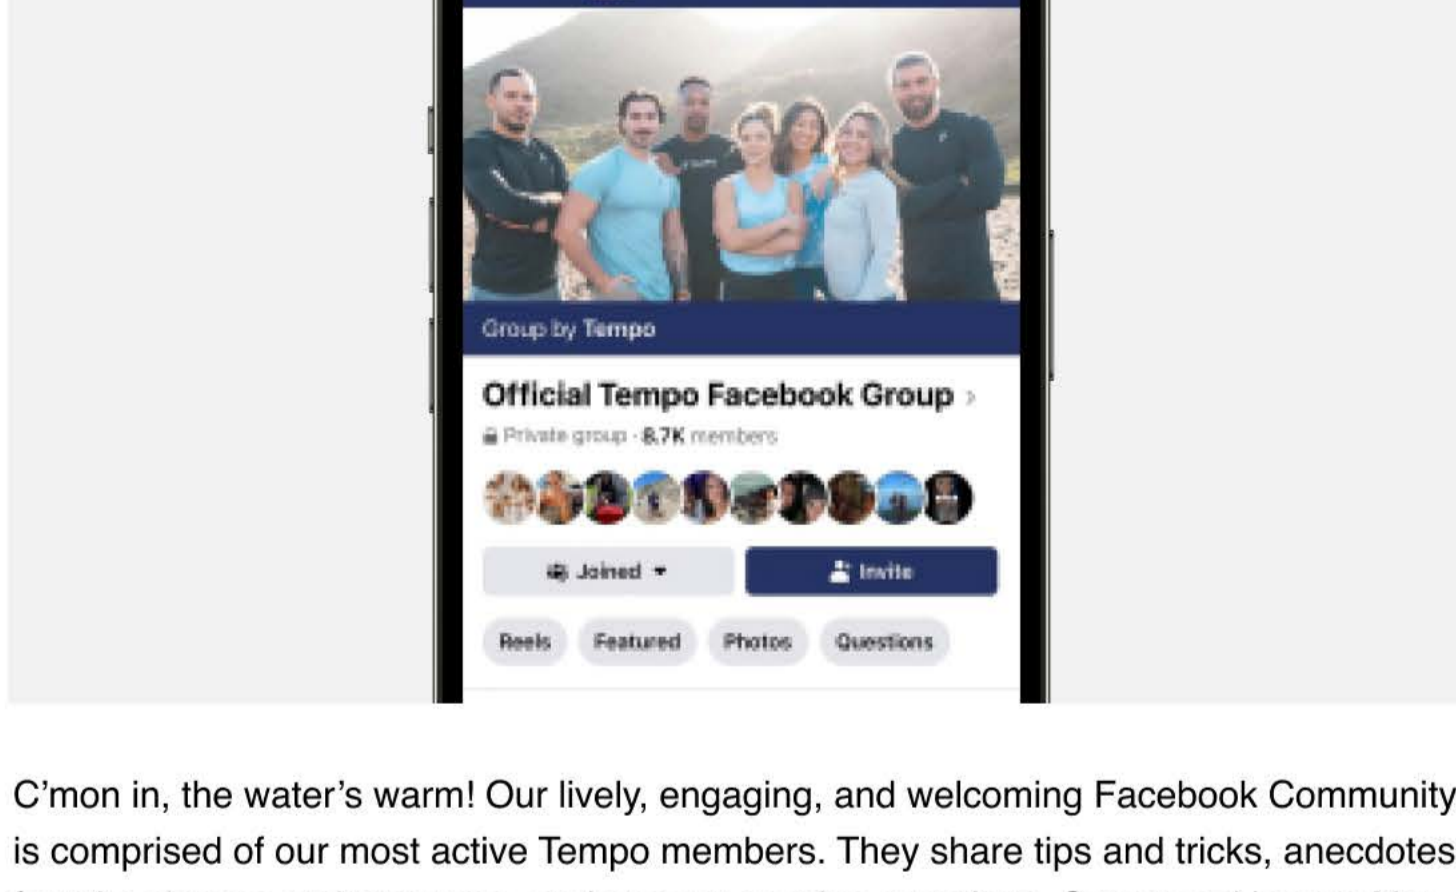 Group by Tempo
Official Tempo Facebook Group >
Private group · 8.7K members
Joined
Invite
Reels
Featured
Photos
Questions
C’mon in, the water’s warm! Our lively, engaging, and welcoming Facebook Community
is comprised of our most active Tempo members. They share tips and tricks, anecdotes